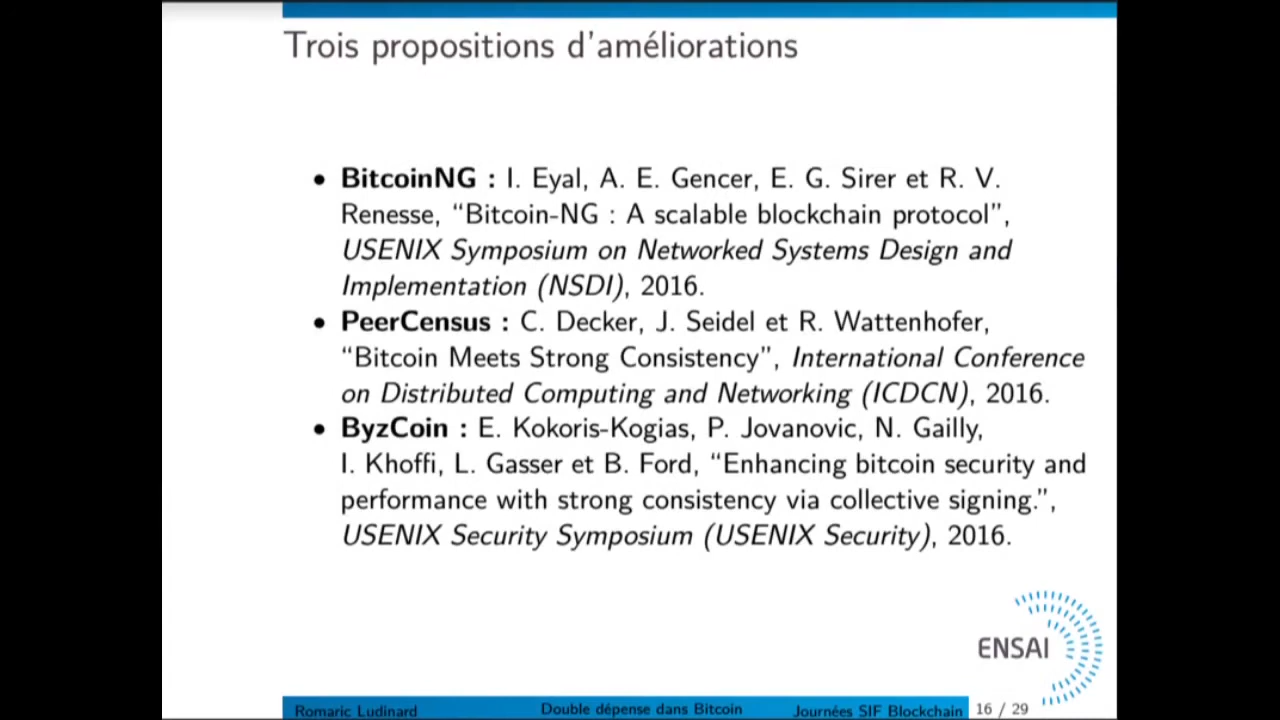 Trois propositions d'améliorations
• BitcoinNG : I. Eyal, A. E. Gencer, E. G. Sirer et R. V.
Renesse, “Bitcoin-NG : A scalable blockchain protocol”,
USENIX Symposium on Networked Systems Design and
Implementation (NSDI), 2016.
• PeerCensus : C. Decker, J. Seidel et R. Wattenhofer,
“Bitcoin Meets Strong Consistency”, International Conference
on Distributed Computing and Networking (ICDCN), 2016.
• ByzCoin : E. Kokoris-Kogias, P. Jovanovic, N. Gailly,
I. Khoffi, L. Gasser et B. Ford, “Enhancing bitcoin security and
performance with strong consistency via collective signing.”,
USENIX Security Symposium (USENIX Security), 2016.
ENSAI
Romaric Ludinard Double dépense dans Bitcoin Journées SIF Blockchain 16 / 29